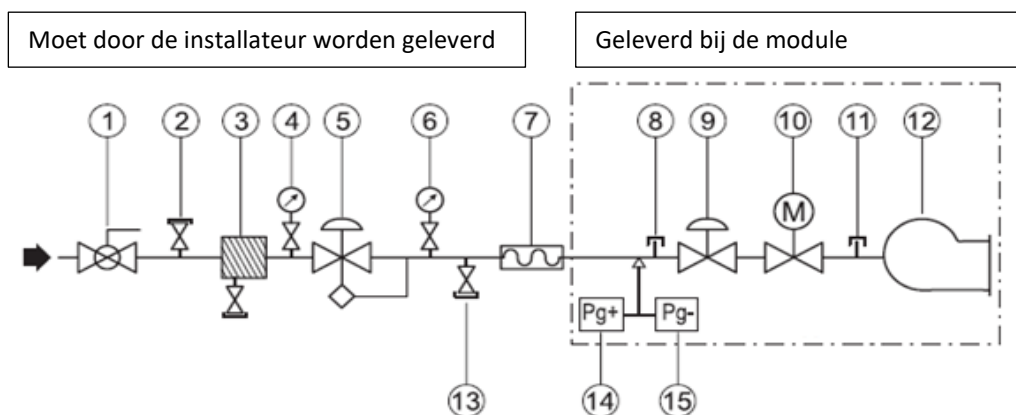 Moet door de installateur worden geleverd
Geleverd bij de module
1 2 3 4 5 6 7 8 9 10 11 12
M
Pg+ Pg-
13 14 15